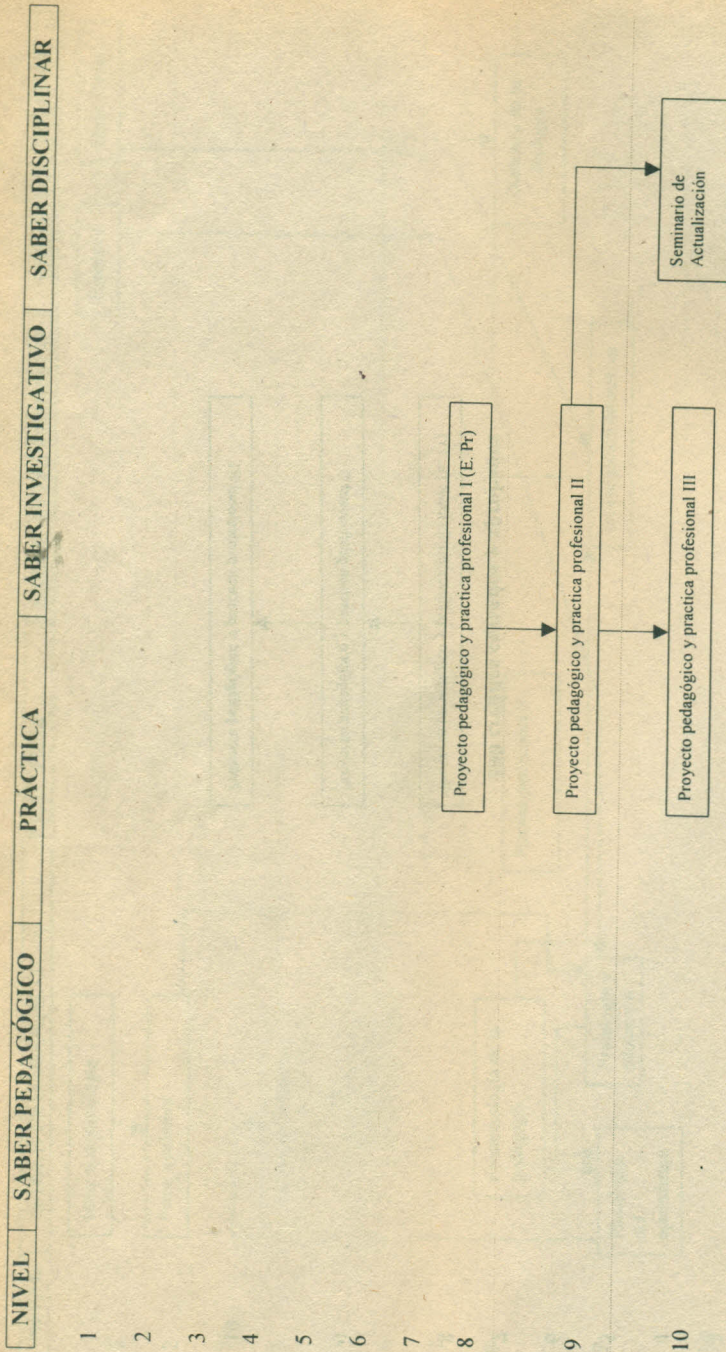 NIVEL SABER PEDAGÓGICO PRÁCTICA SABER INVESTIGATIVO SABER DISCIPLINAR
1
2
3
4
5
6
7
8 Proyecto pedagógico y practica profesional I (E. Pr)
9 Proyecto pedagógico y practica profesional II
10 Proyecto pedagógico y practica profesional III
Seminario de
Actualización